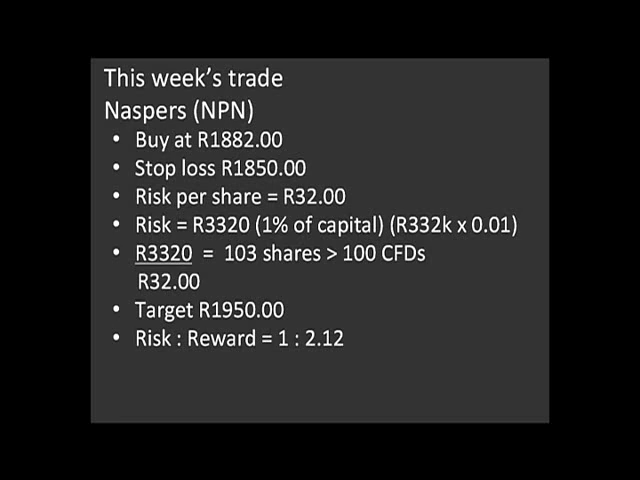 This week's trade
Naspers (NPN)
• Buy at R1882.00
• Stop loss R1850.00
• Risk per share = R32.00
• Risk = R3320 (1% of capital) (R332k x 0.01)
• R3320 = 103 shares > 100 CFDs
R32.00
• Target R1950.00
• Risk : Reward = 1 : 2.12